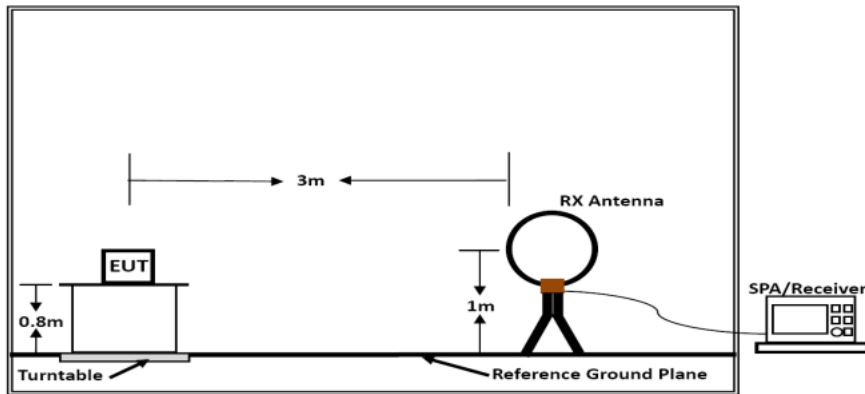 3m
RX Antenna
EUT
SPA/Receiver
0.8m
1m
Turntable
Reference Ground Plane